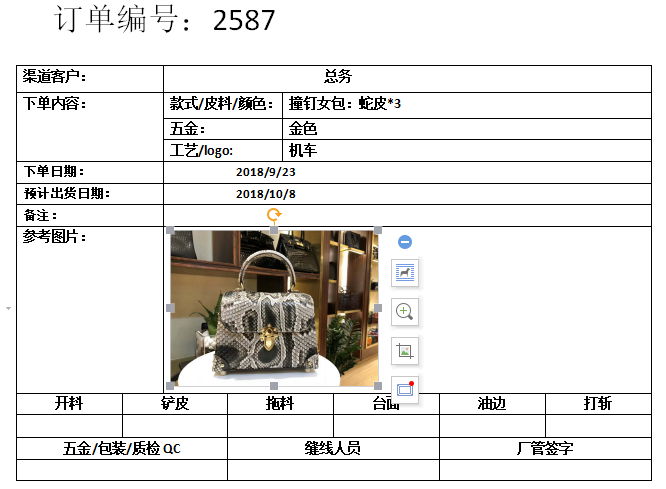 订单编号：2587
渠道客户： 总务
下单内容： 款式/皮料/颜色： 撞钉女包：蛇皮*3
五金： 金色
工艺/logo: 机车
下单日期： 2018/9/23
预计出货日期： 2018/10/8
备注：
参考图片：
开料 铲皮 拖料 台面 油边 打斩
五金/包装/质检 QC 缝线人员 厂管签字